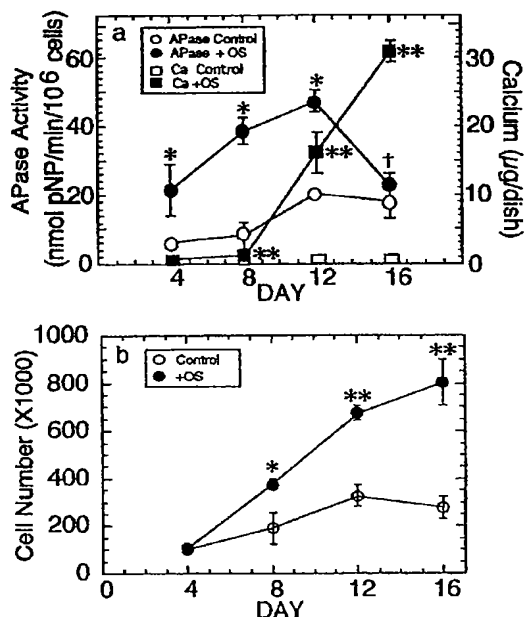 a
APase Control
APase + OS
Ca Control
Ca +OS
APase Activity
(nmol pNP/min/10⁶ cells)
60
40
20
0
Calcium (µg/dish)
30
20
10
0
*
*
*
†
**
**
**
4
8
12
16
DAY
b
Control
+OS
Cell Number (X1000)
1000
800
600
400
200
0
*
**
**
0
4
8
12
16
DAY